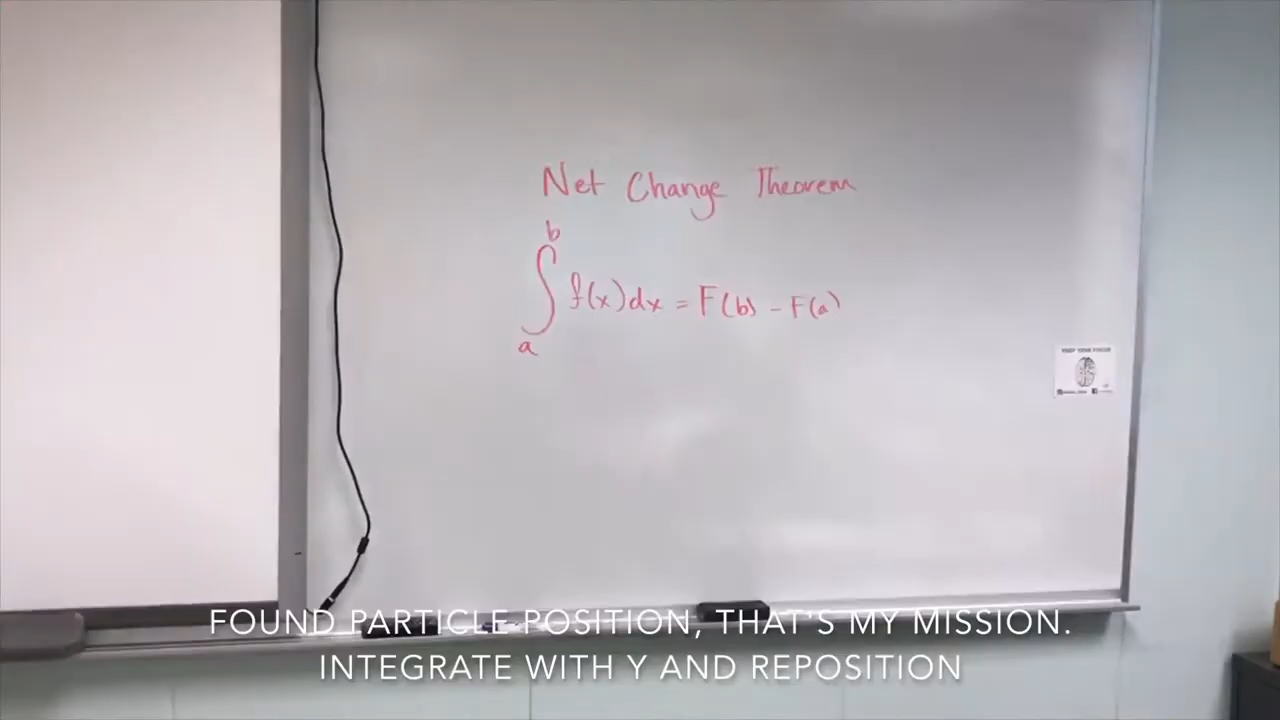 Net Change Theorem
b
∫ f(x)dx = F(b) - F(a)
a
FOUND PARTICLE POSITION, THAT'S MY MISSION.
INTEGRATE WITH Y AND REPOSITION